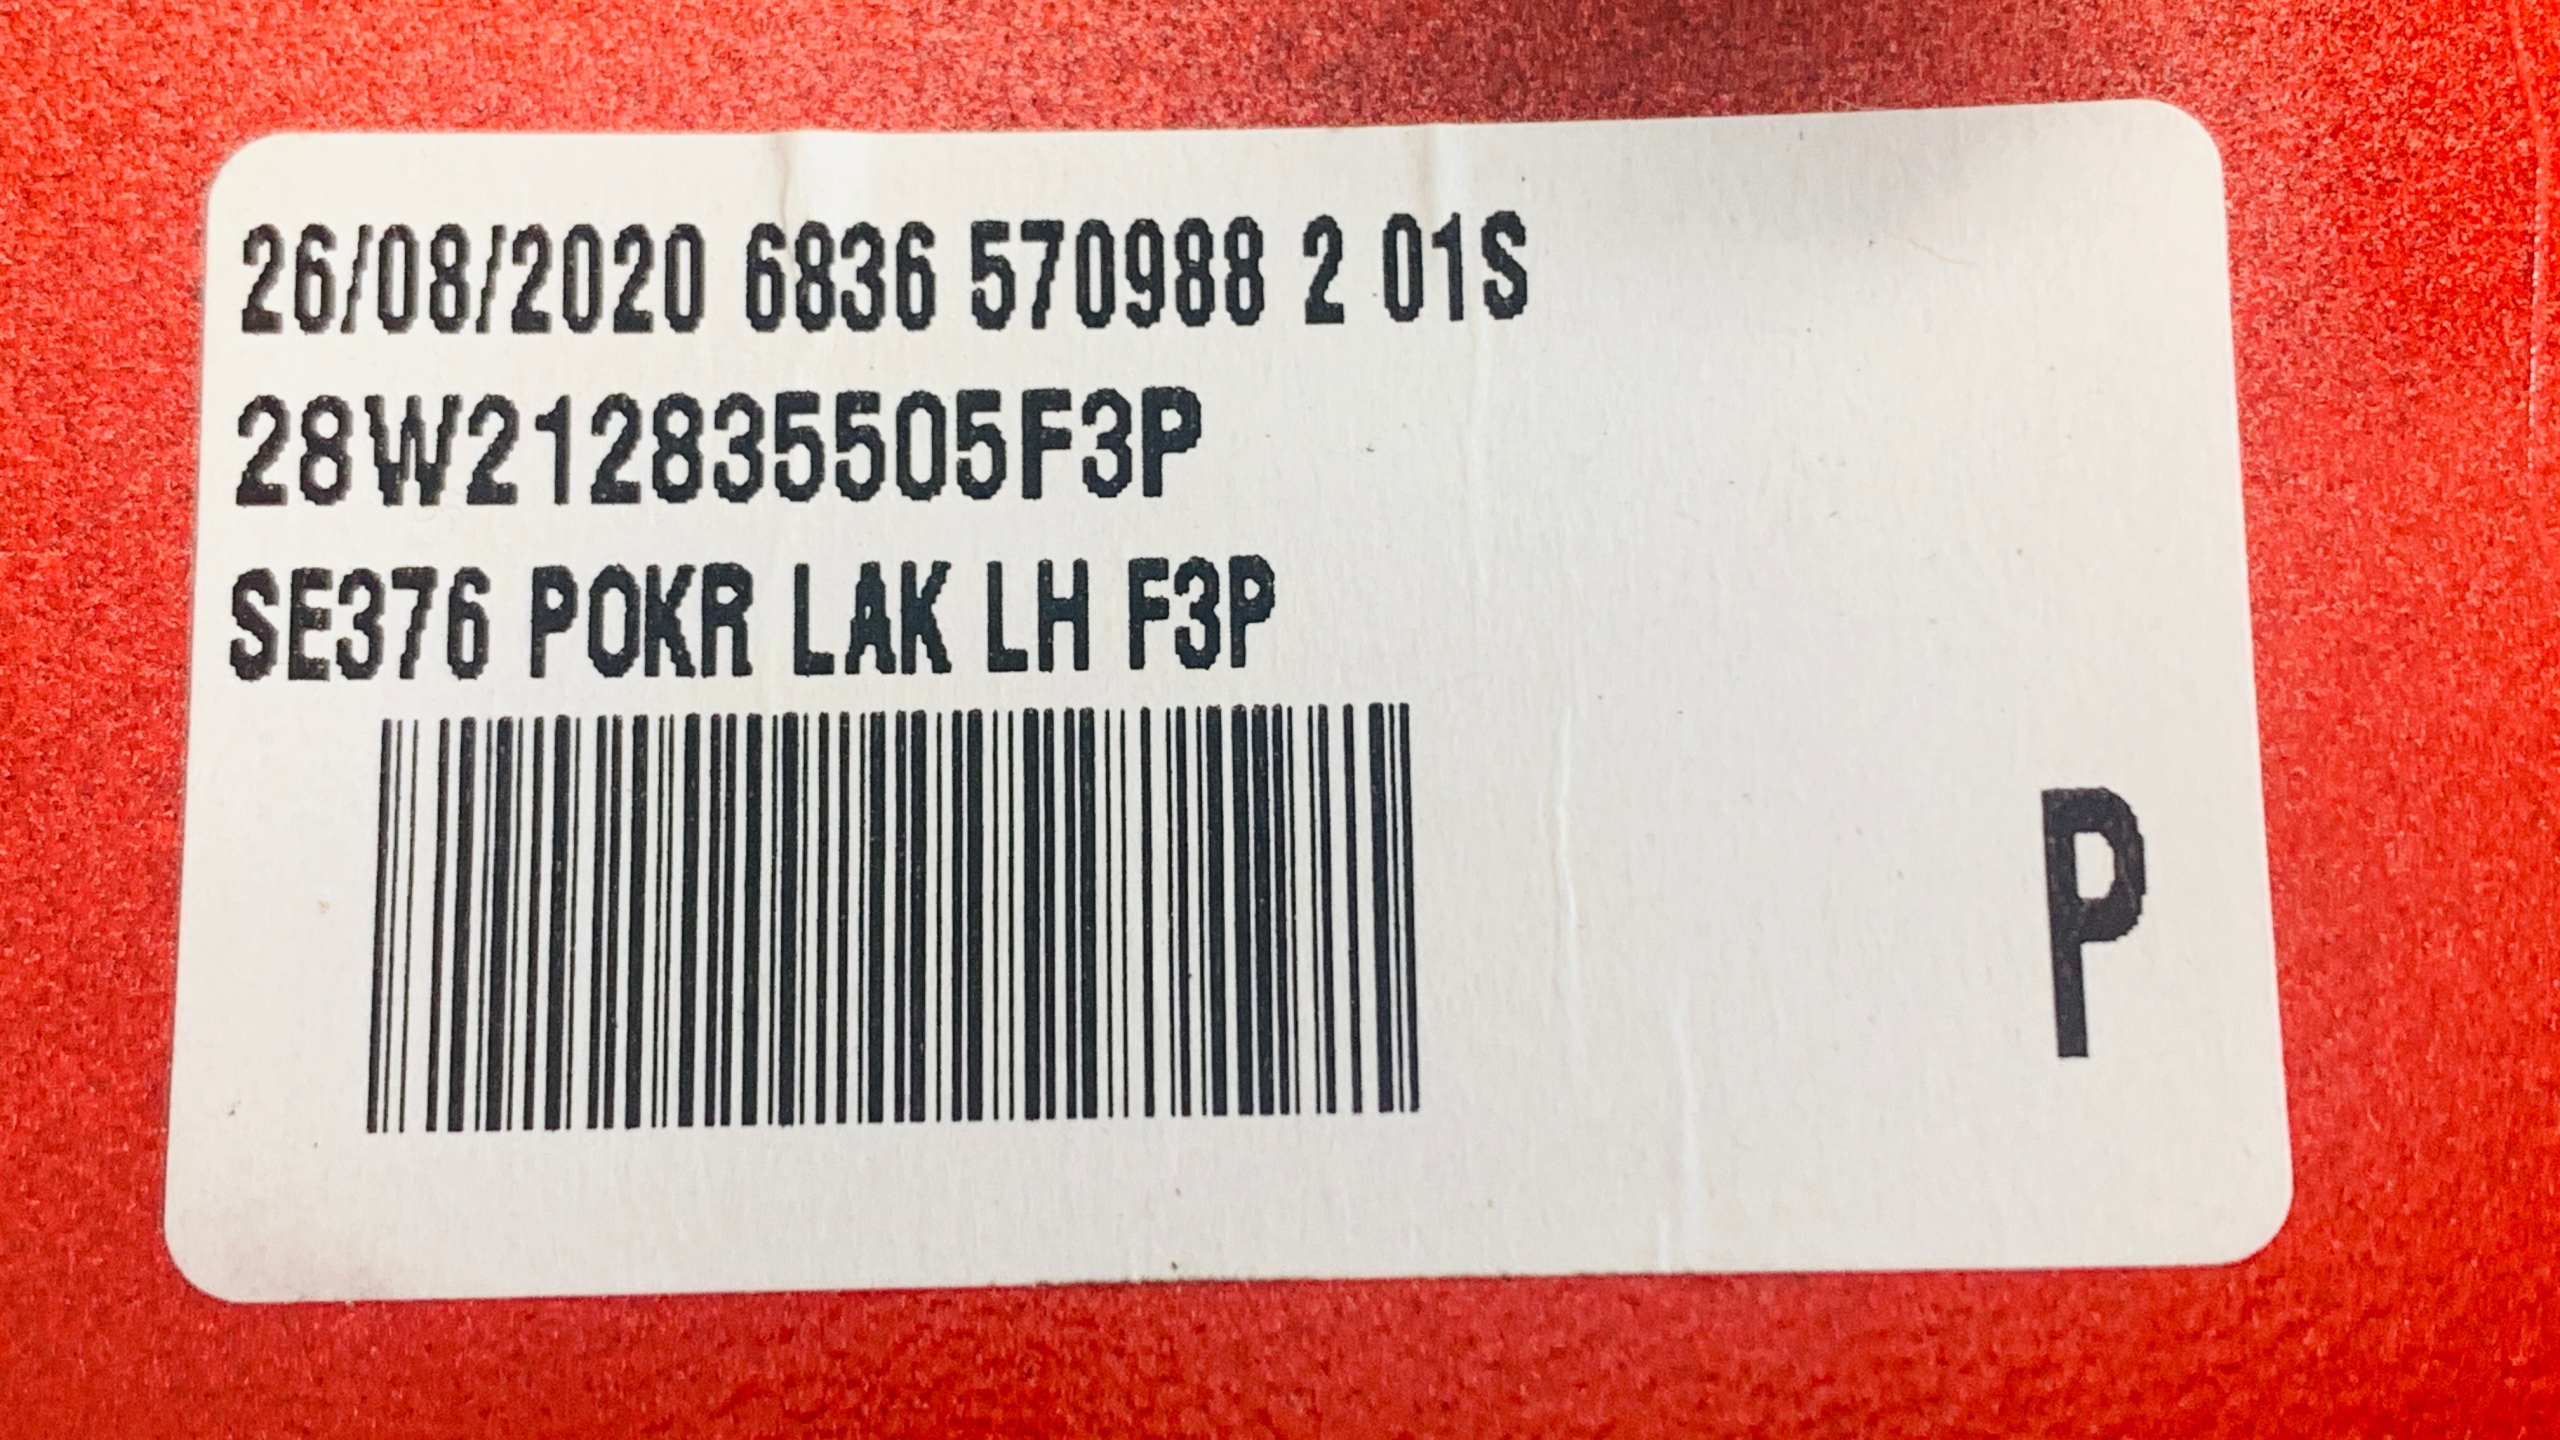 26/08/2020 6836 570988 2 01S
28W212835505F3P
SE376 POKR LAK LH F3P
P